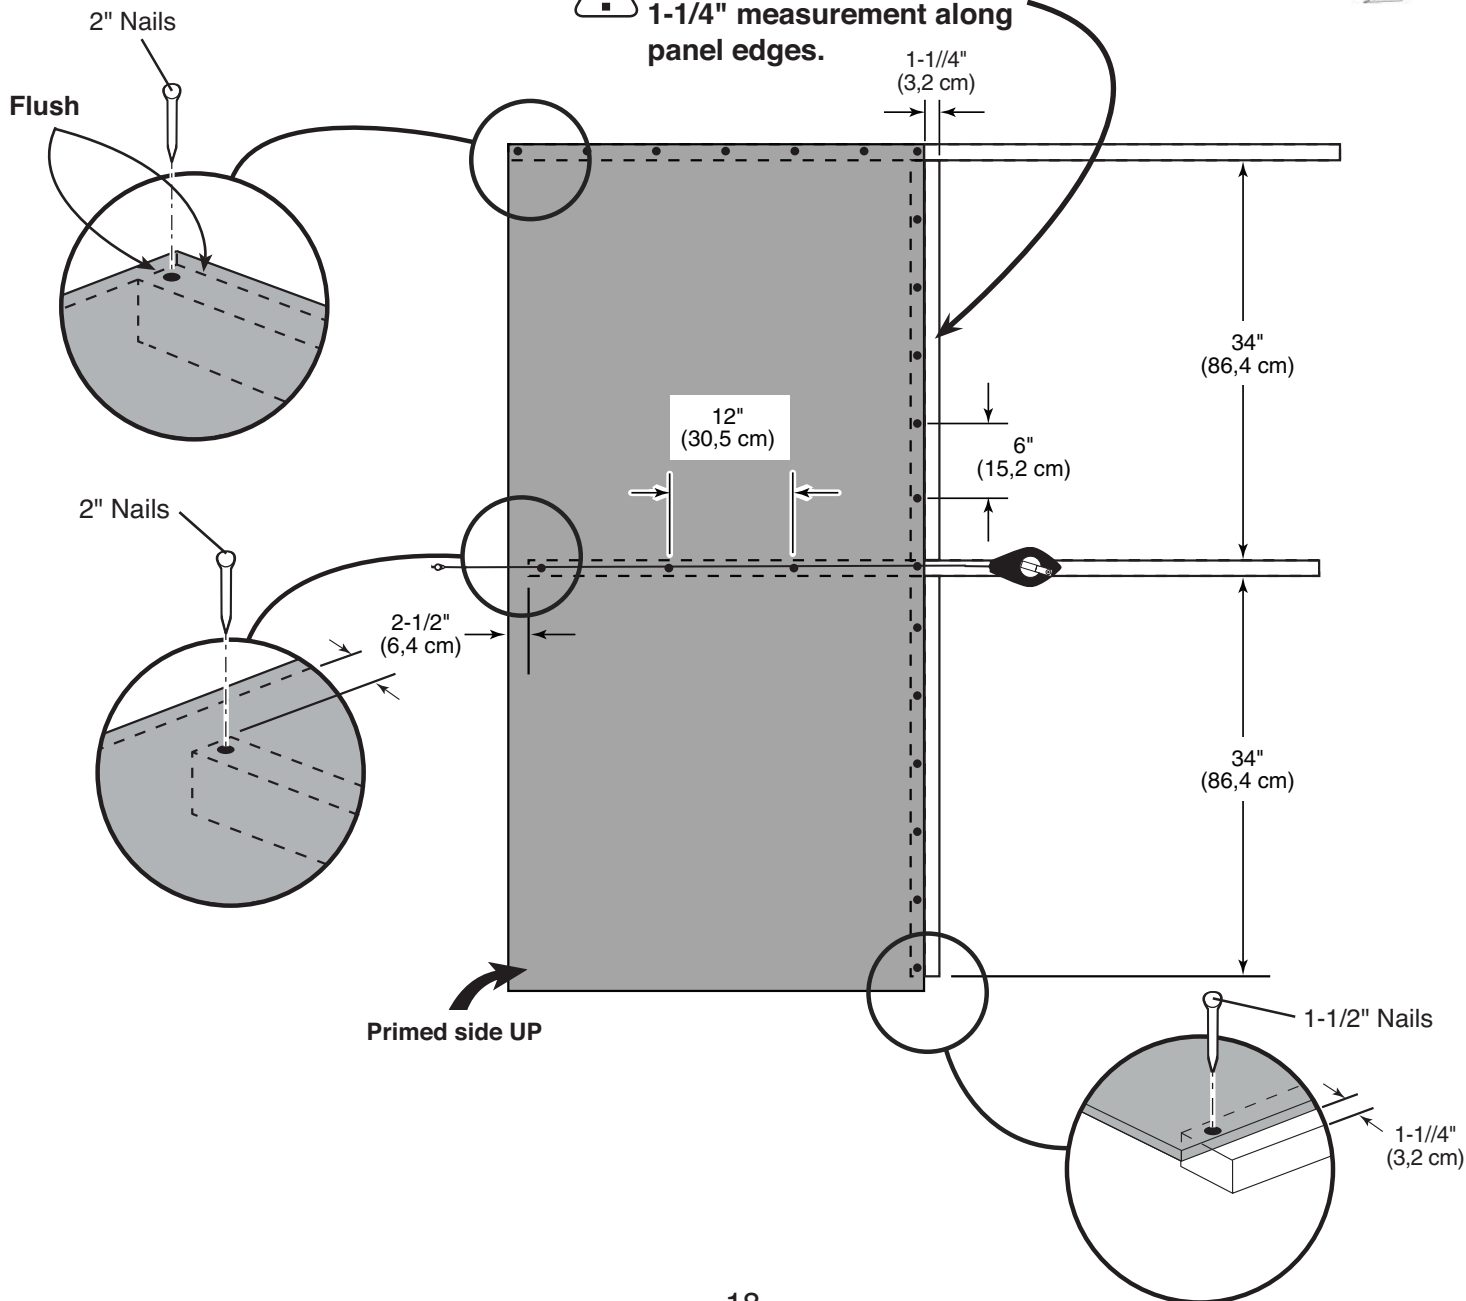 2" Nails
1-1/4" measurement along
panel edges.
1-1//4"
(3,2 cm)
Flush
34"
(86,4 cm)
12"
(30,5 cm)
6"
(15,2 cm)
2" Nails
2-1/2"
(6,4 cm)
34"
(86,4 cm)
Primed side UP
1-1/2" Nails
1-1//4"
(3,2 cm)